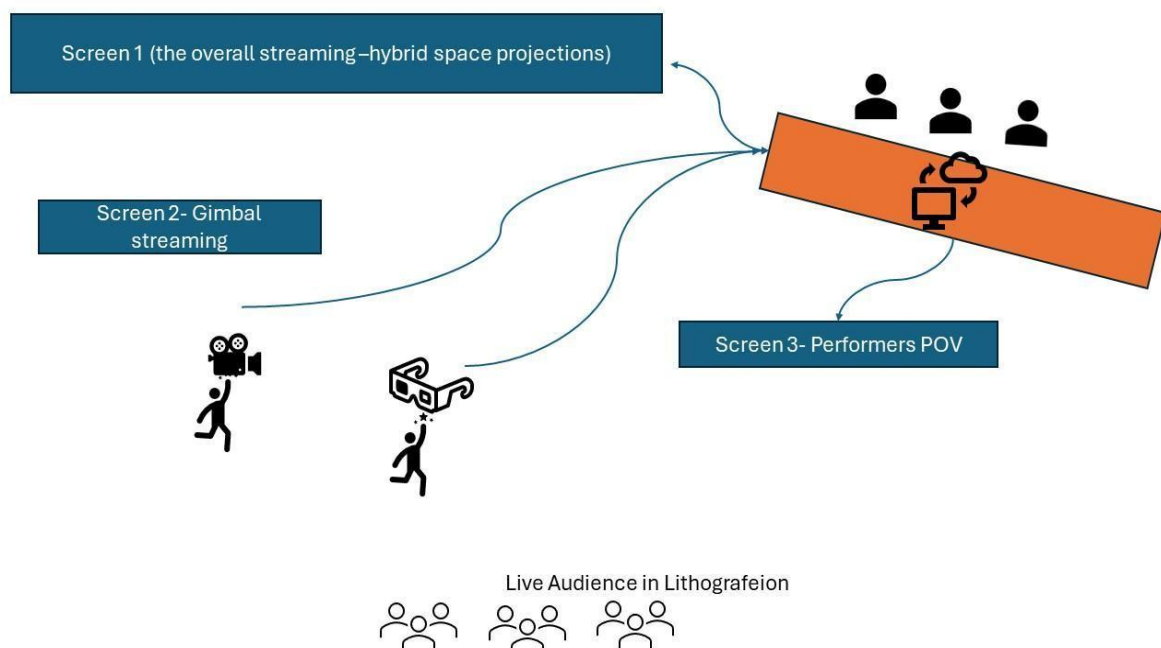 Screen 1 (the overall streaming –hybrid space projections)
Screen 2- Gimbal
streaming
Screen 3- Performers POV
Live Audience in Lithografeion